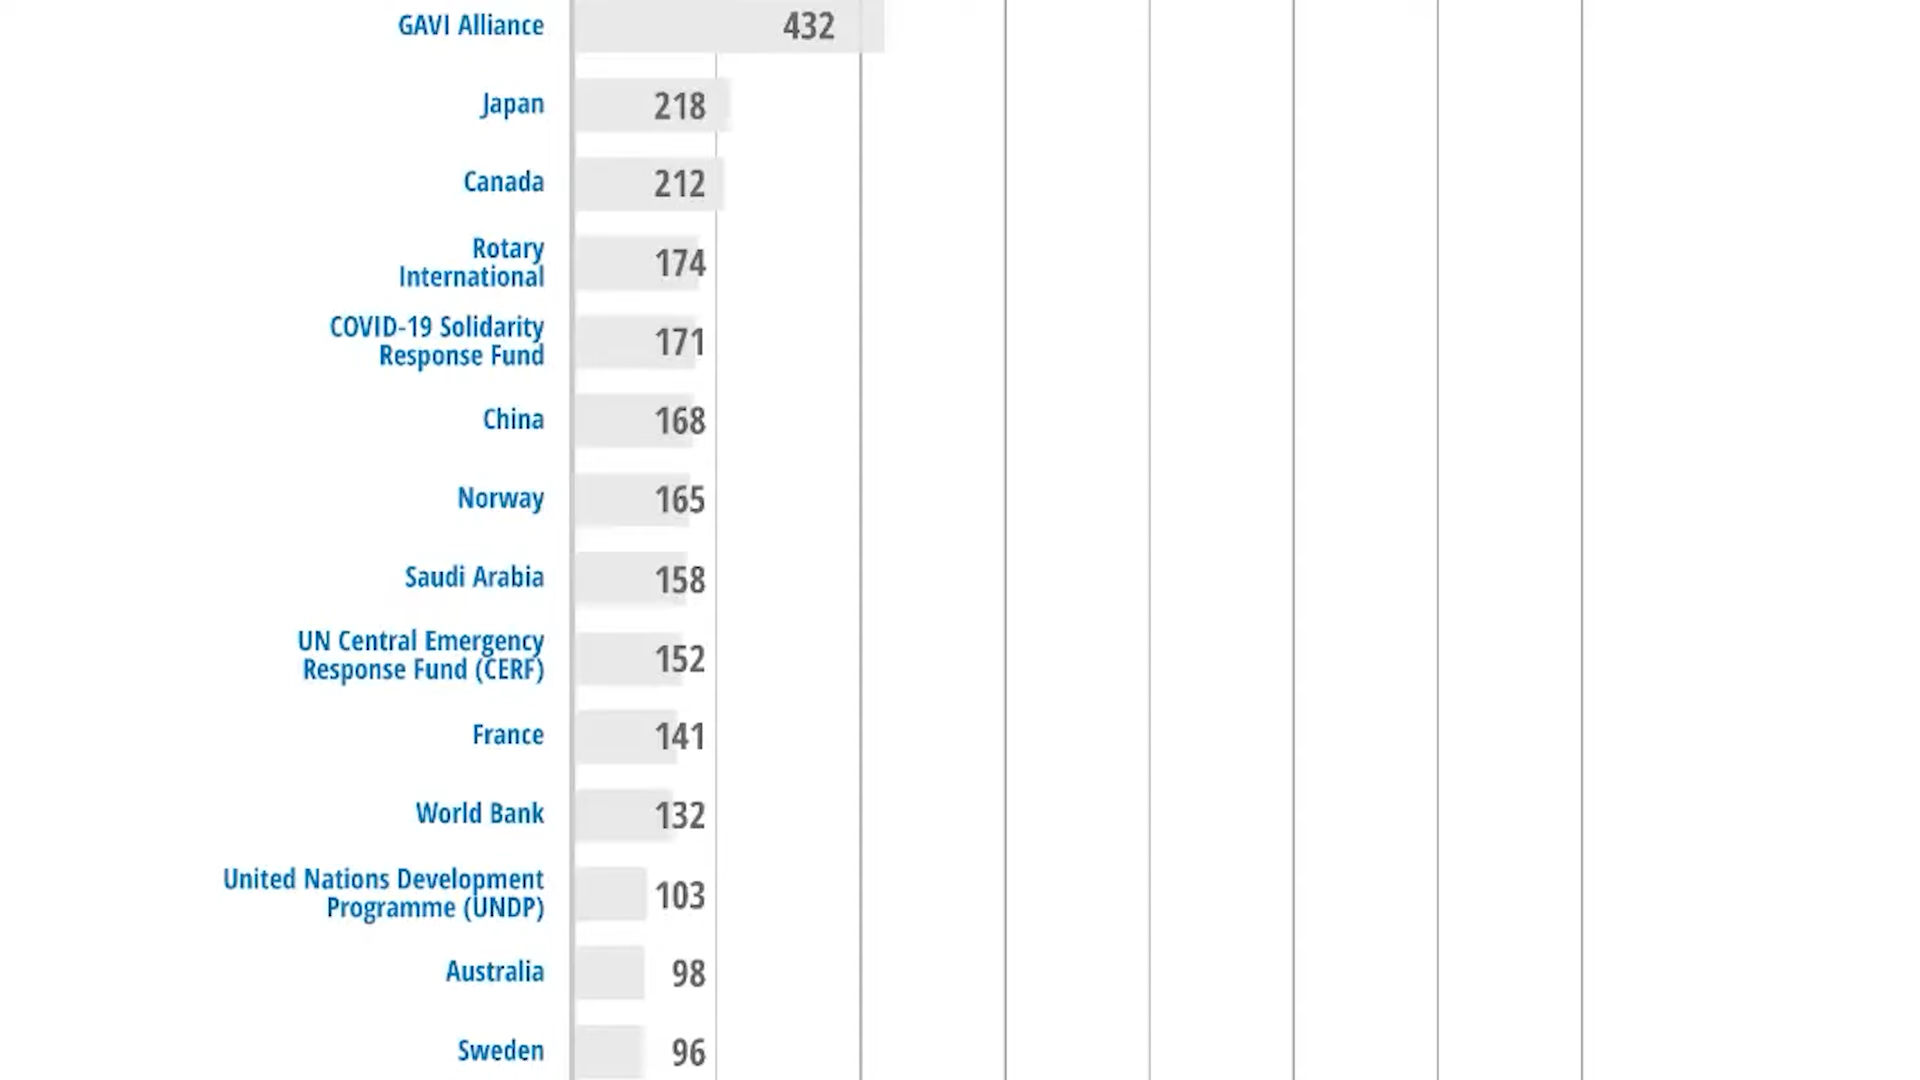 GAVI Alliance 432
Japan 218
Canada 212
Rotary
International 174
COVID-19 Solidarity
Response Fund 171
China 168
Norway 165
Saudi Arabia 158
UN Central Emergency
Response Fund (CERF) 152
France 141
World Bank 132
United Nations Development
Programme (UNDP) 103
Australia 98
Sweden 96